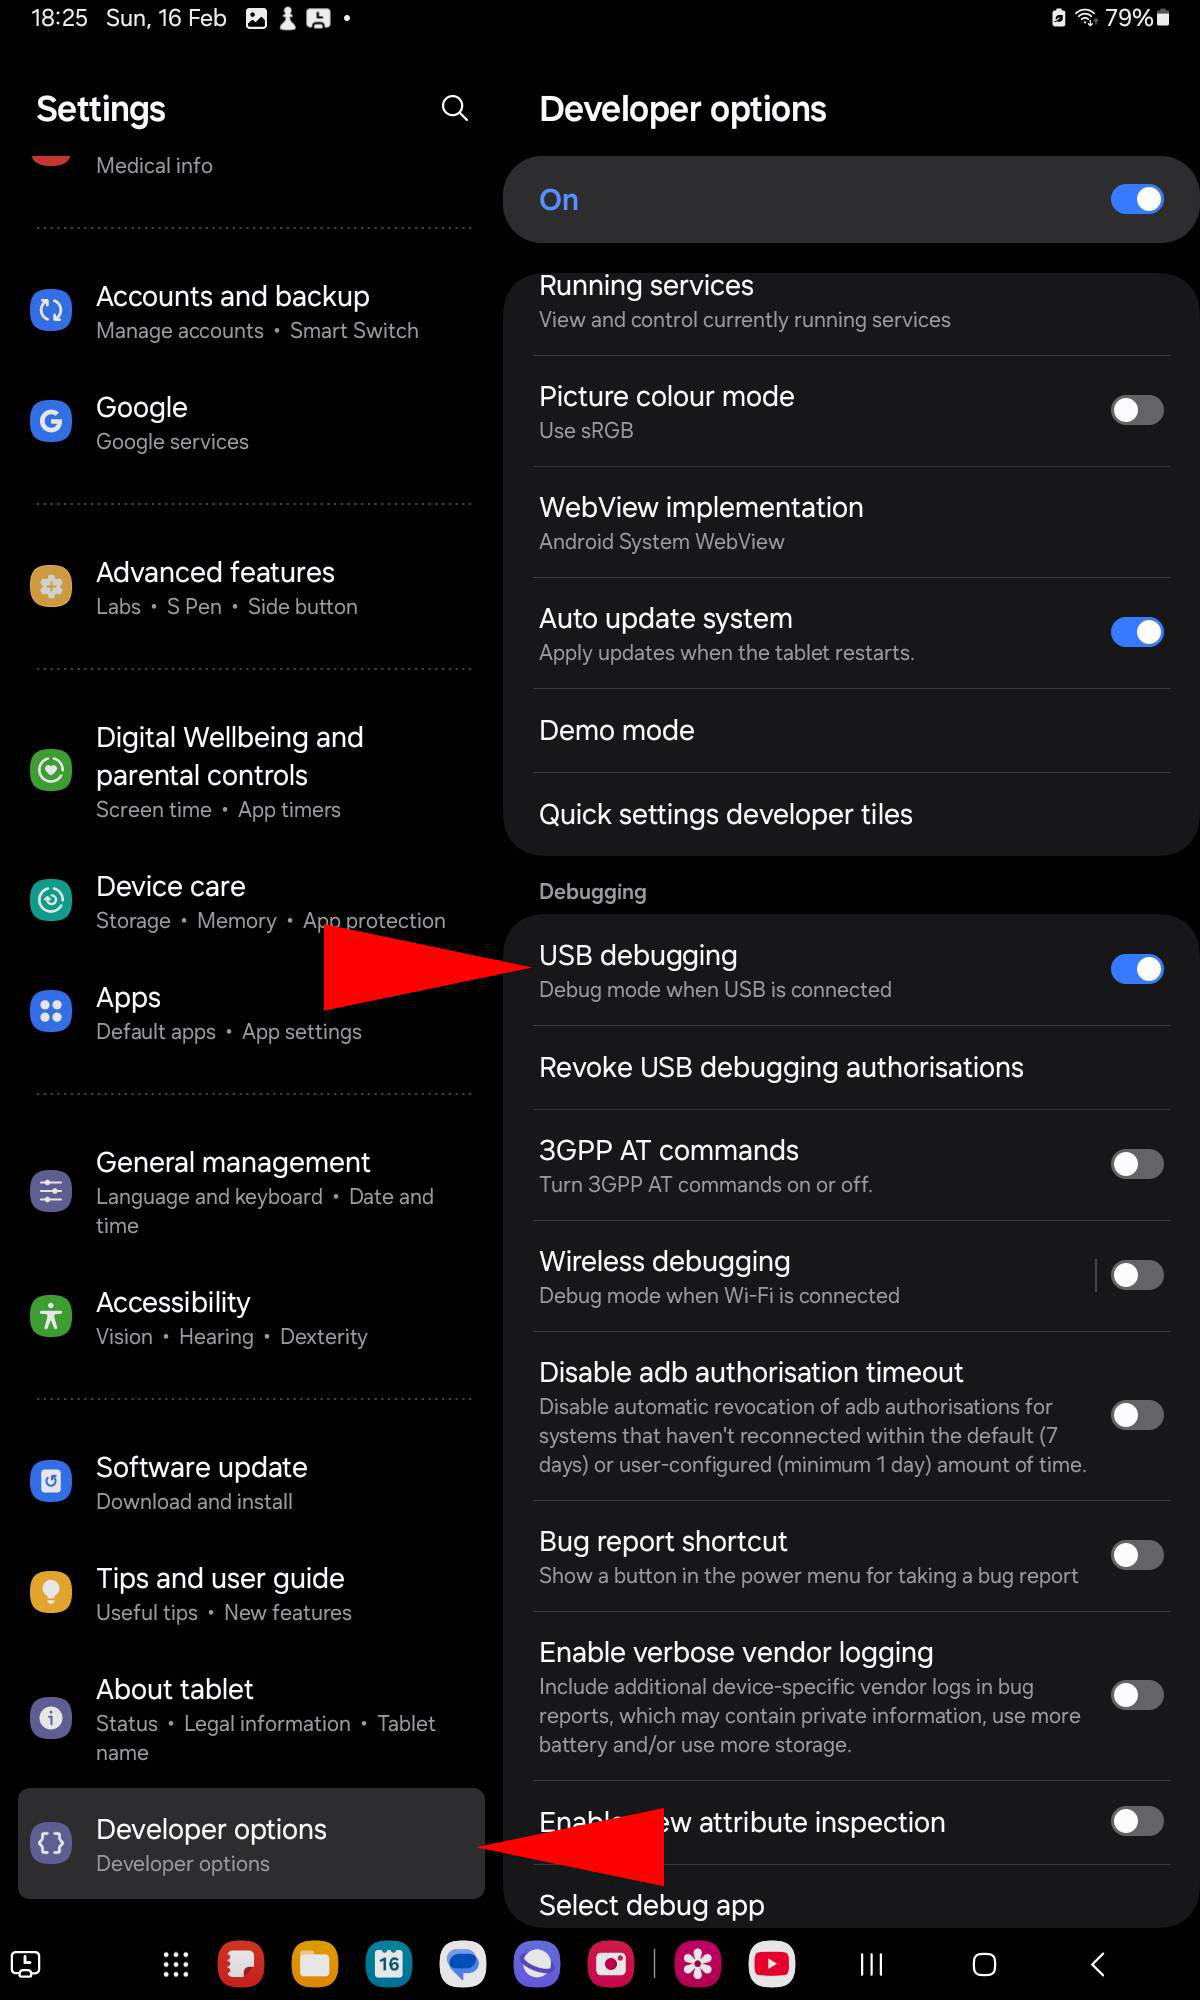 18:25 Sun, 16 Feb
79%
Settings
Medical info
Accounts and backup
Manage accounts • Smart Switch
Google
Google services
Advanced features
Labs • S Pen • Side button
Digital Wellbeing and
parental controls
Screen time • App timers
Device care
Storage • Memory • App protection
Apps
Default apps • App settings
General management
Language and keyboard • Date and
time
Accessibility
Vision • Hearing • Dexterity
Software update
Download and install
Tips and user guide
Useful tips • New features
About tablet
Status • Legal information • Tablet
name
Developer options
Developer options
Developer options
On
Running services
View and control currently running services
Picture colour mode
Use sRGB
WebView implementation
Android System WebView
Auto update system
Apply updates when the tablet restarts.
Demo mode
Quick settings developer tiles
Debugging
USB debugging
Debug mode when USB is connected
Revoke USB debugging authorisations
3GPP AT commands
Turn 3GPP AT commands on or off.
Wireless debugging
Debug mode when Wi-Fi is connected
Disable adb authorisation timeout
Disable automatic revocation of adb authorisations for
systems that haven't reconnected within the default (7
days) or user-configured (minimum 1 day) amount of time.
Bug report shortcut
Show a button in the power menu for taking a bug report
Enable verbose vendor logging
Include additional device-specific vendor logs in bug
reports, which may contain private information, use more
battery and/or use more storage.
attribute inspection
Select debug app
16